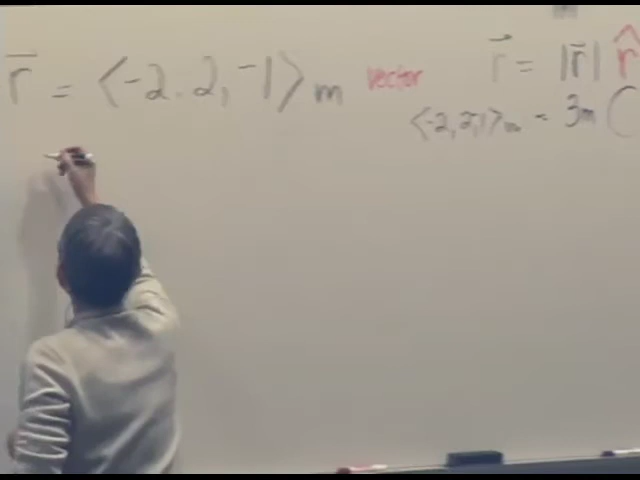 r⃗ = ⟨-2, 2, -1⟩ m vector
r⃗ = |r⃗| r̂
⟨-2, 2, 1⟩ m = 3m (